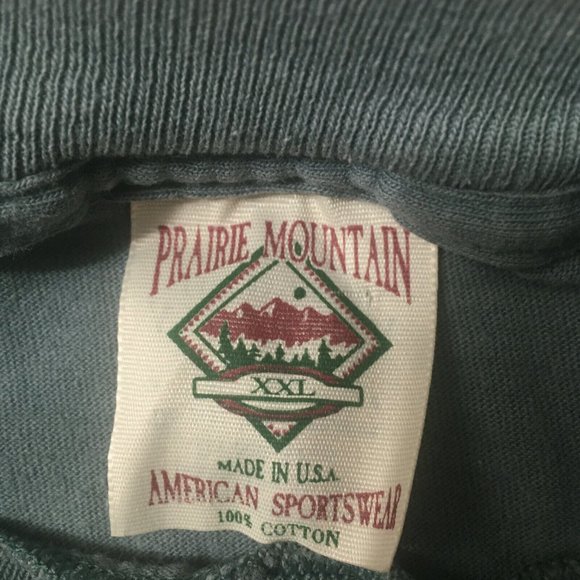 PRAIRIE MOUNTAIN
XXL
MADE IN U.S.A.
AMERICAN SPORTSWEAR
100% COTTON